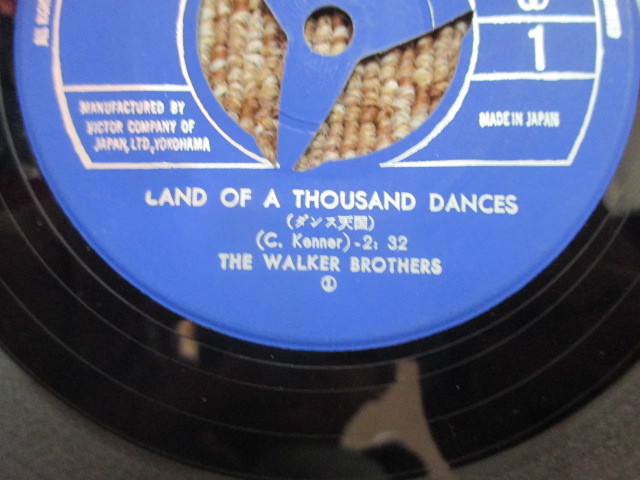 1
MANUFACTURED BY
VICTOR COMPANY OF
JAPAN, LTD., YOKOHAMA
MADE IN JAPAN
LAND OF A THOUSAND DANCES
(ダンス天国)
(C. Kenner)-2:32
THE WALKER BROTHERS
①